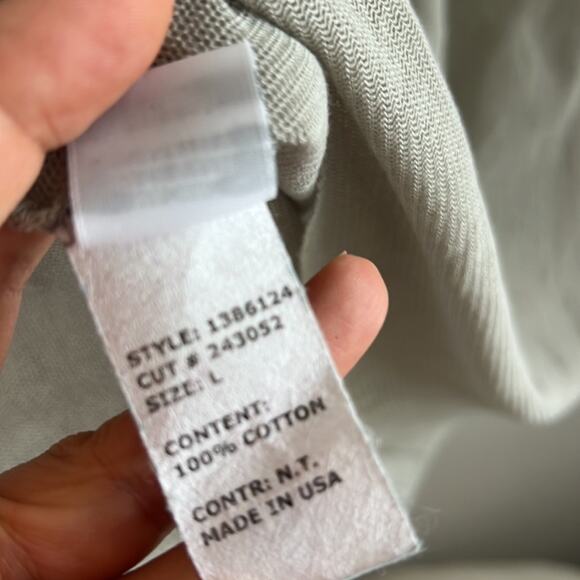 STYLE: 1386124
CUT # 243052
SIZE: L
CONTENT:
100% COTTON
CONTR: N.T.
MADE IN USA